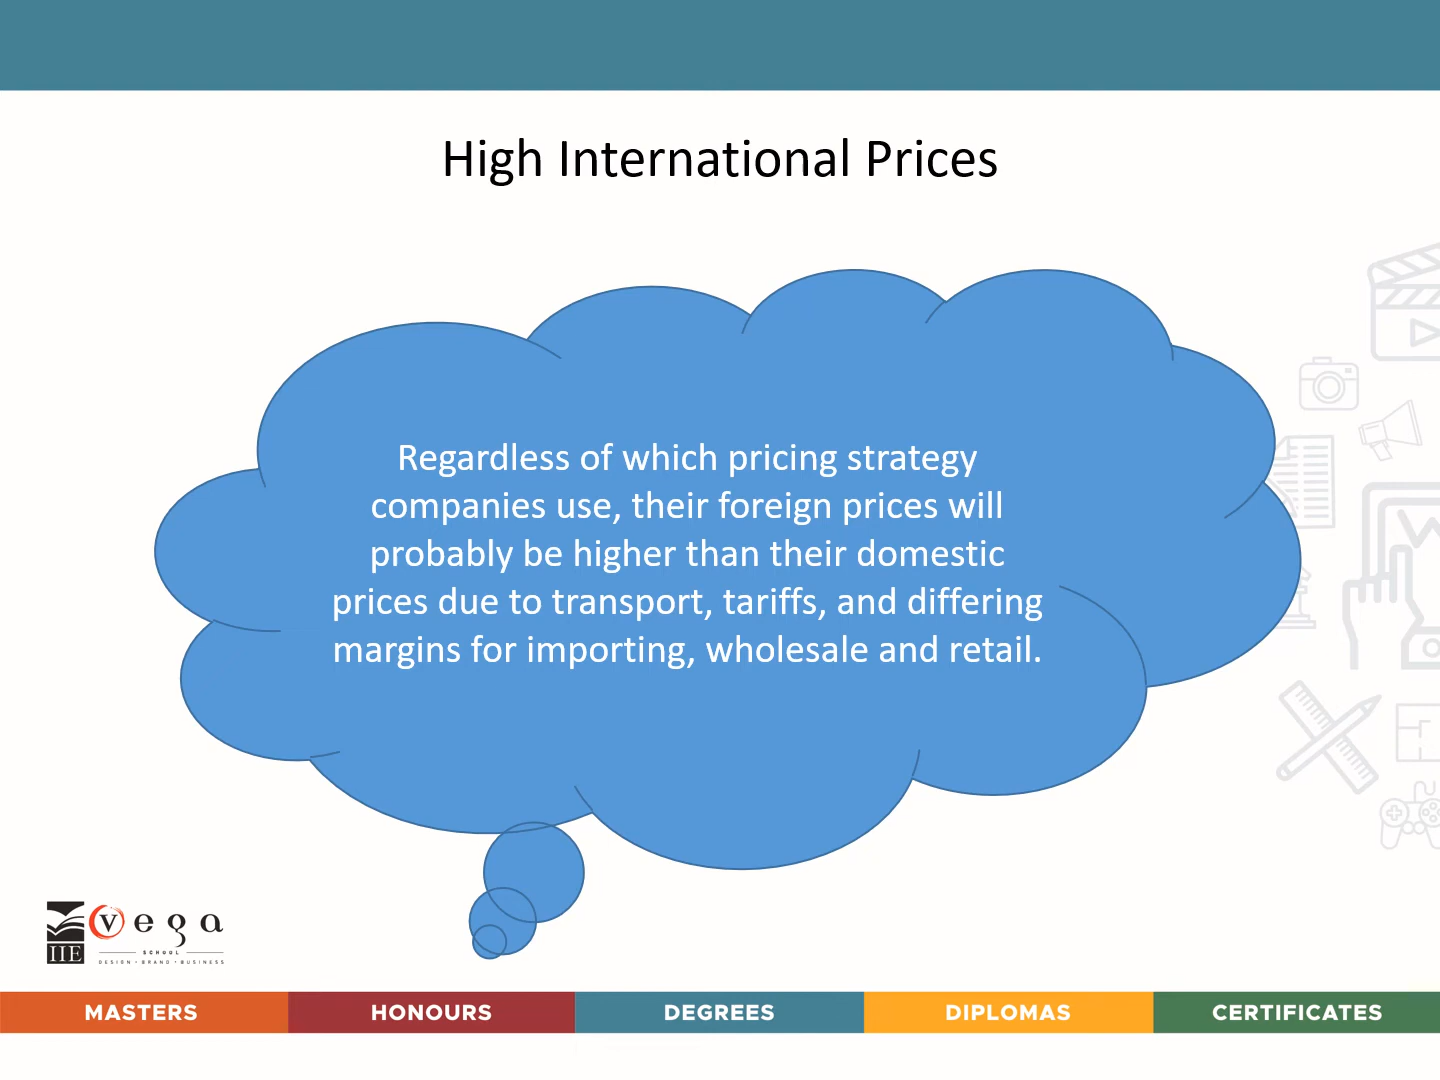 High International Prices
Regardless of which pricing strategy
companies use, their foreign prices will
probably be higher than their domestic
prices due to transport, tariffs, and differing
margins for importing, wholesale and retail.
IIE
vega
SCHOOL
DESIGN • BRAND • BUSINESS
MASTERS HONOURS DEGREES DIPLOMAS CERTIFICATES